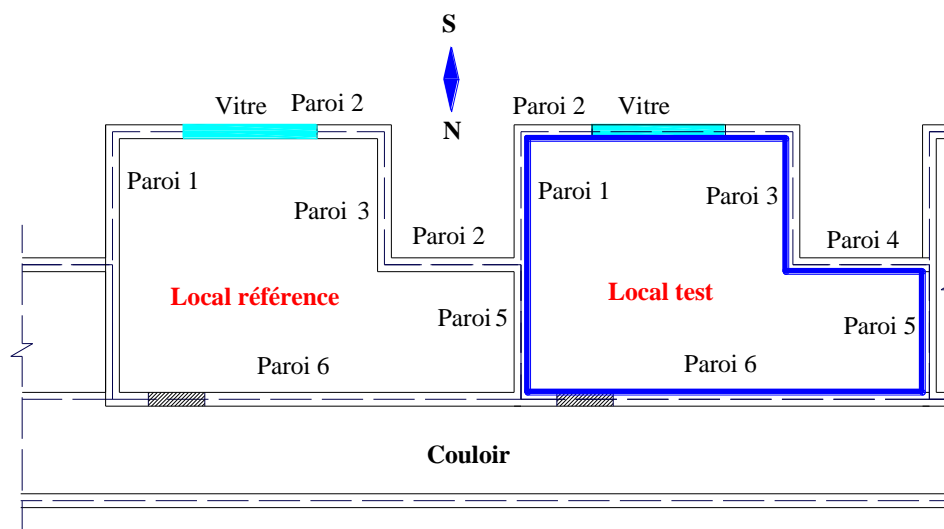 S
N
Vitre
Paroi 2
Paroi 2
Vitre
Paroi 1
Paroi 3
Paroi 2
Local référence
Paroi 5
Paroi 6
Paroi 1
Paroi 3
Paroi 4
Local test
Paroi 5
Paroi 6
Couloir